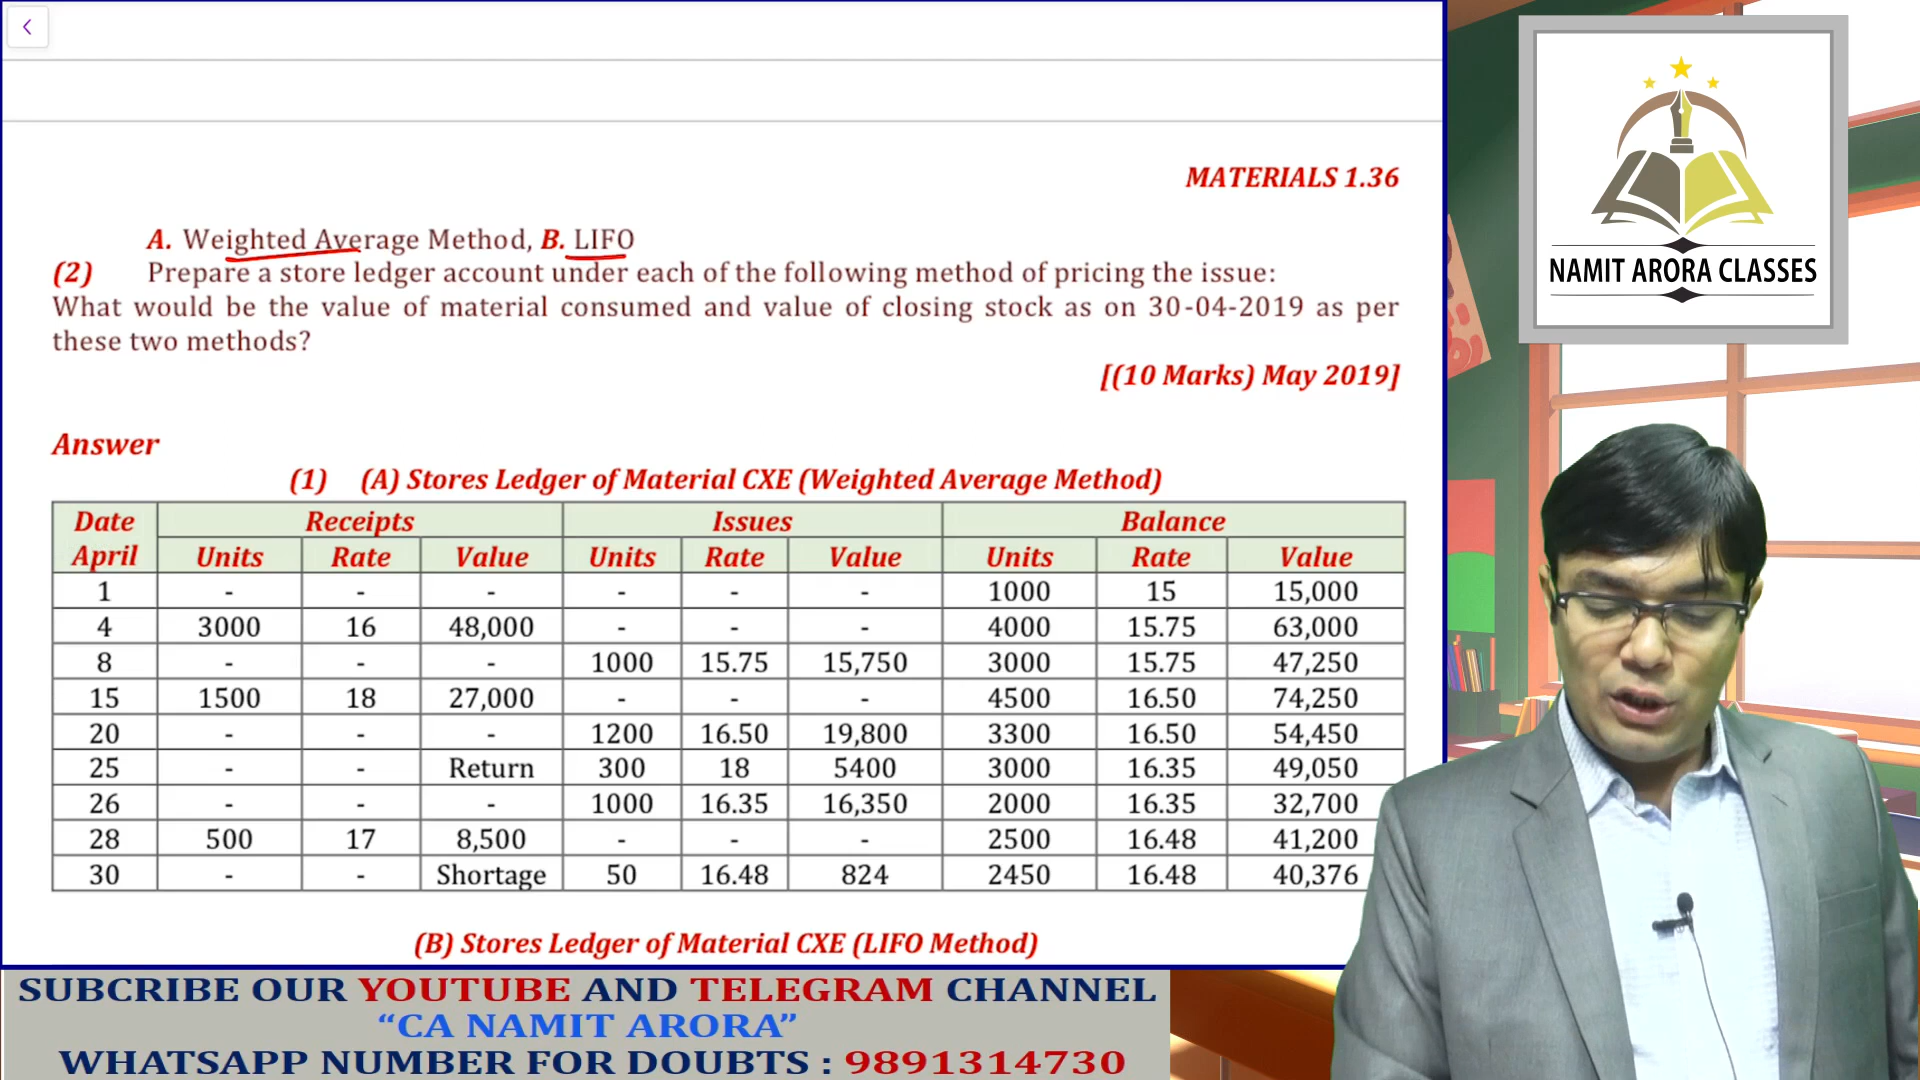 MATERIALS 1.36
A. Weighted Average Method, B. LIFO
(2) Prepare a store ledger account under each of the following method of pricing the issue:
What would be the value of material consumed and value of closing stock as on 30-04-2019 as per
these two methods?
[(10 Marks) May 2019]
Answer
(1) (A) Stores Ledger of Material CXE (Weighted Average Method)
Date April Receipts Issues Balance
Units Rate Value Units Rate Value Units Rate Value
1 - - - - - - 1000 15 15,000
4 3000 16 48,000 - - - 4000 15.75 63,000
8 - - - 1000 15.75 15,750 3000 15.75 47,250
15 1500 18 27,000 - - - 4500 16.50 74,250
20 - - - 1200 16.50 19,800 3300 16.50 54,450
25 - - Return 300 18 5400 3000 16.35 49,050
26 - - - 1000 16.35 16,350 2000 16.35 32,700
28 500 17 8,500 - - - 2500 16.48 41,200
30 - - Shortage 50 16.48 824 2450 16.48 40,376
(B) Stores Ledger of Material CXE (LIFO Method)
NAMIT ARORA CLASSES
SUBCRIBE OUR YOUTUBE AND TELEGRAM CHANNEL
“CA NAMIT ARORA”
WHATSAPP NUMBER FOR DOUBTS : 9891314730